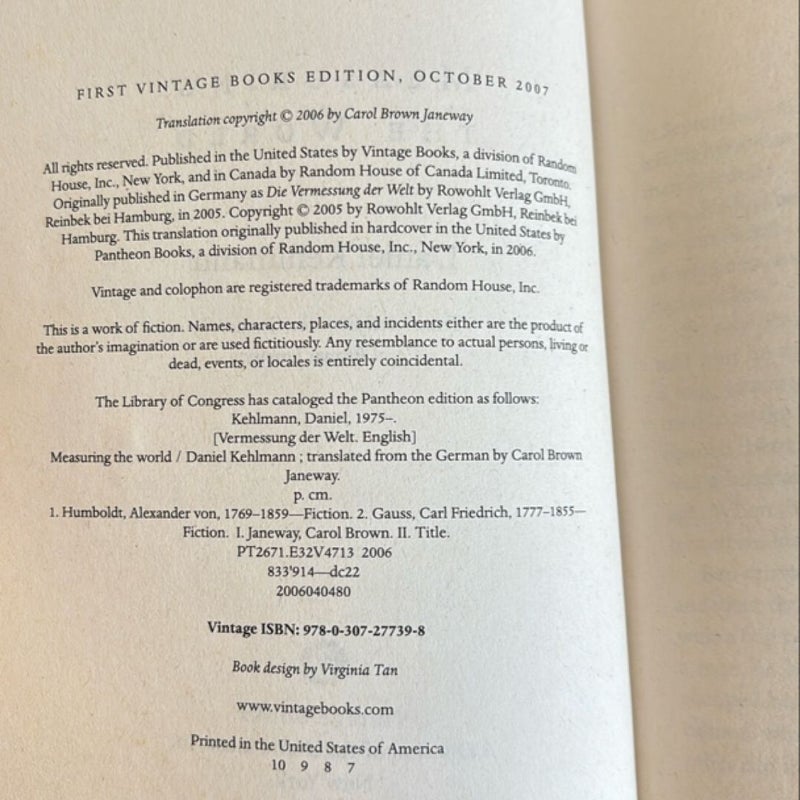 FIRST VINTAGE BOOKS EDITION, OCTOBER 2007
Translation copyright © 2006 by Carol Brown Janeway
All rights reserved. Published in the United States by Vintage Books, a division of Random
House, Inc., New York, and in Canada by Random House of Canada Limited, Toronto.
Originally published in Germany as Die Vermessung der Welt by Rowohlt Verlag GmbH,
Reinbek bei Hamburg, in 2005. Copyright © 2005 by Rowohlt Verlag GmbH, Reinbek bei
Hamburg. This translation originally published in hardcover in the United States by
Pantheon Books, a division of Random House, Inc., New York, in 2006.
Vintage and colophon are registered trademarks of Random House, Inc.
This is a work of fiction. Names, characters, places, and incidents either are the product of
the author's imagination or are used fictitiously. Any resemblance to actual persons, living or
dead, events, or locales is entirely coincidental.
The Library of Congress has cataloged the Pantheon edition as follows:
Kehlmann, Daniel, 1975–.
[Vermessung der Welt. English]
Measuring the world / Daniel Kehlmann ; translated from the German by Carol Brown
Janeway.
p. cm.
1. Humboldt, Alexander von, 1769–1859—Fiction. 2. Gauss, Carl Friedrich, 1777–1855—
Fiction. I. Janeway, Carol Brown. II. Title.
PT2671.E32V4713 2006
833'914—dc22
2006040480
Vintage ISBN: 978-0-307-27739-8
Book design by Virginia Tan
www.vintagebooks.com
Printed in the United States of America
10 9 8 7